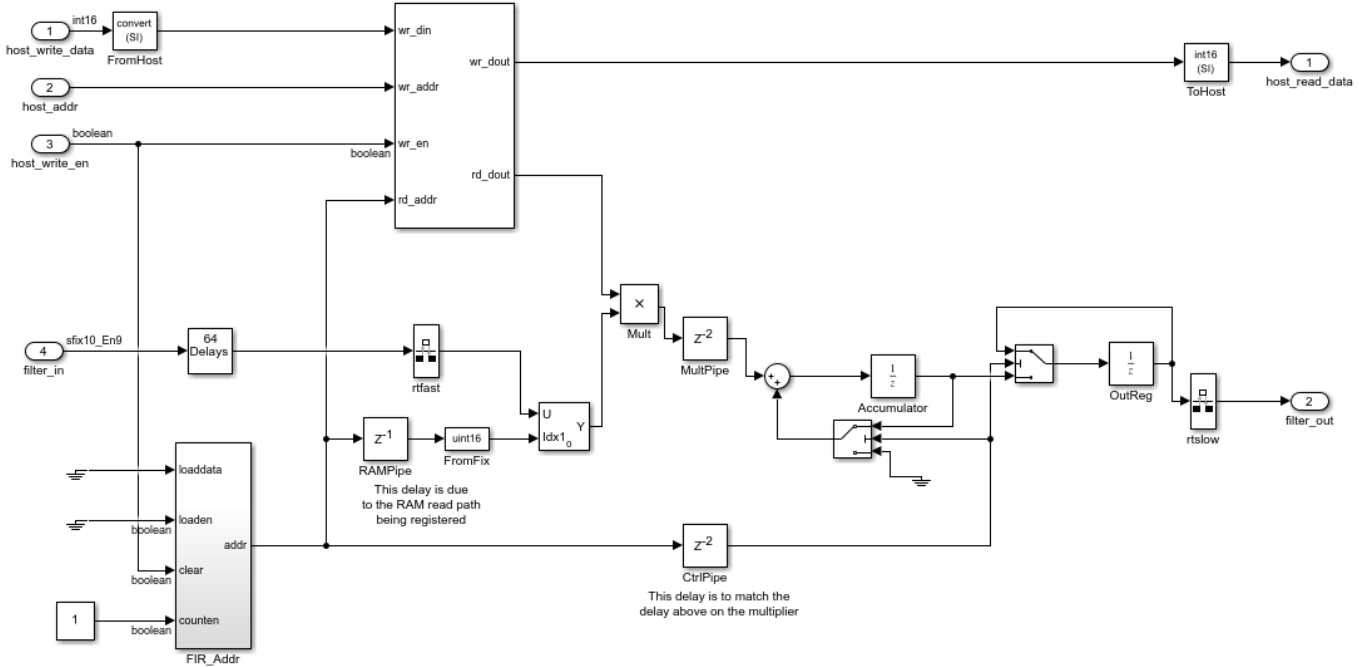 1
int16
host_write_data
convert
(SI)
FromHost
wr_din
wr_dout
int16
(SI)
ToHost
1
host_read_data
2
host_addr
wr_addr
3
boolean
host_write_en
boolean
wr_en
rd_dout
rd_addr
4
sfix10_En9
filter_in
64
Delays
rtfast
×
Mult
Z-2
MultPipe
+
+
1
z
Accumulator
1
z
OutReg
rtslow
2
filter_out
U
Idx1
0
Y
Z-1
RAMPipe
uint16
FromFix
This delay is due
to the RAM read path
being registered
loaddata
boolean
loaden
addr
boolean
clear
1
boolean
counten
FIR_Addr
Z-2
CtrlPipe
This delay is to match the
delay above on the multiplier